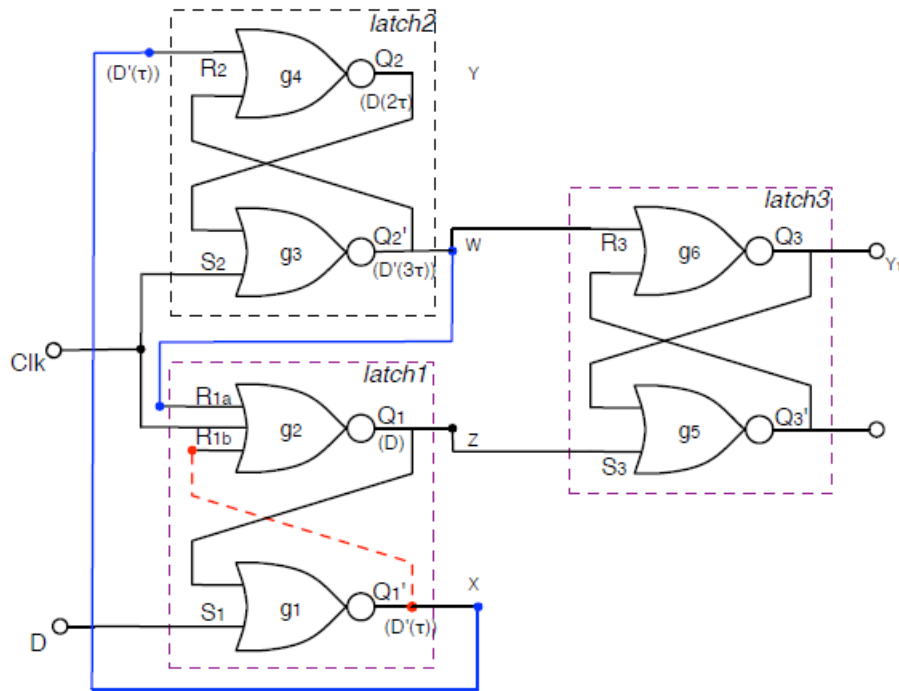 latch2
Q2
(D'(τ))
R2
g4
Y
(D(2τ)
latch3
Q2'
W
Q3
R3
g6
S2
g3
(D'(3τ))
Clk
latch1
R1a
Q1
Q3'
R1b
g2
(D)
Z
g5
S3
Q1'
X
S1
g1
(D'(τ))
D